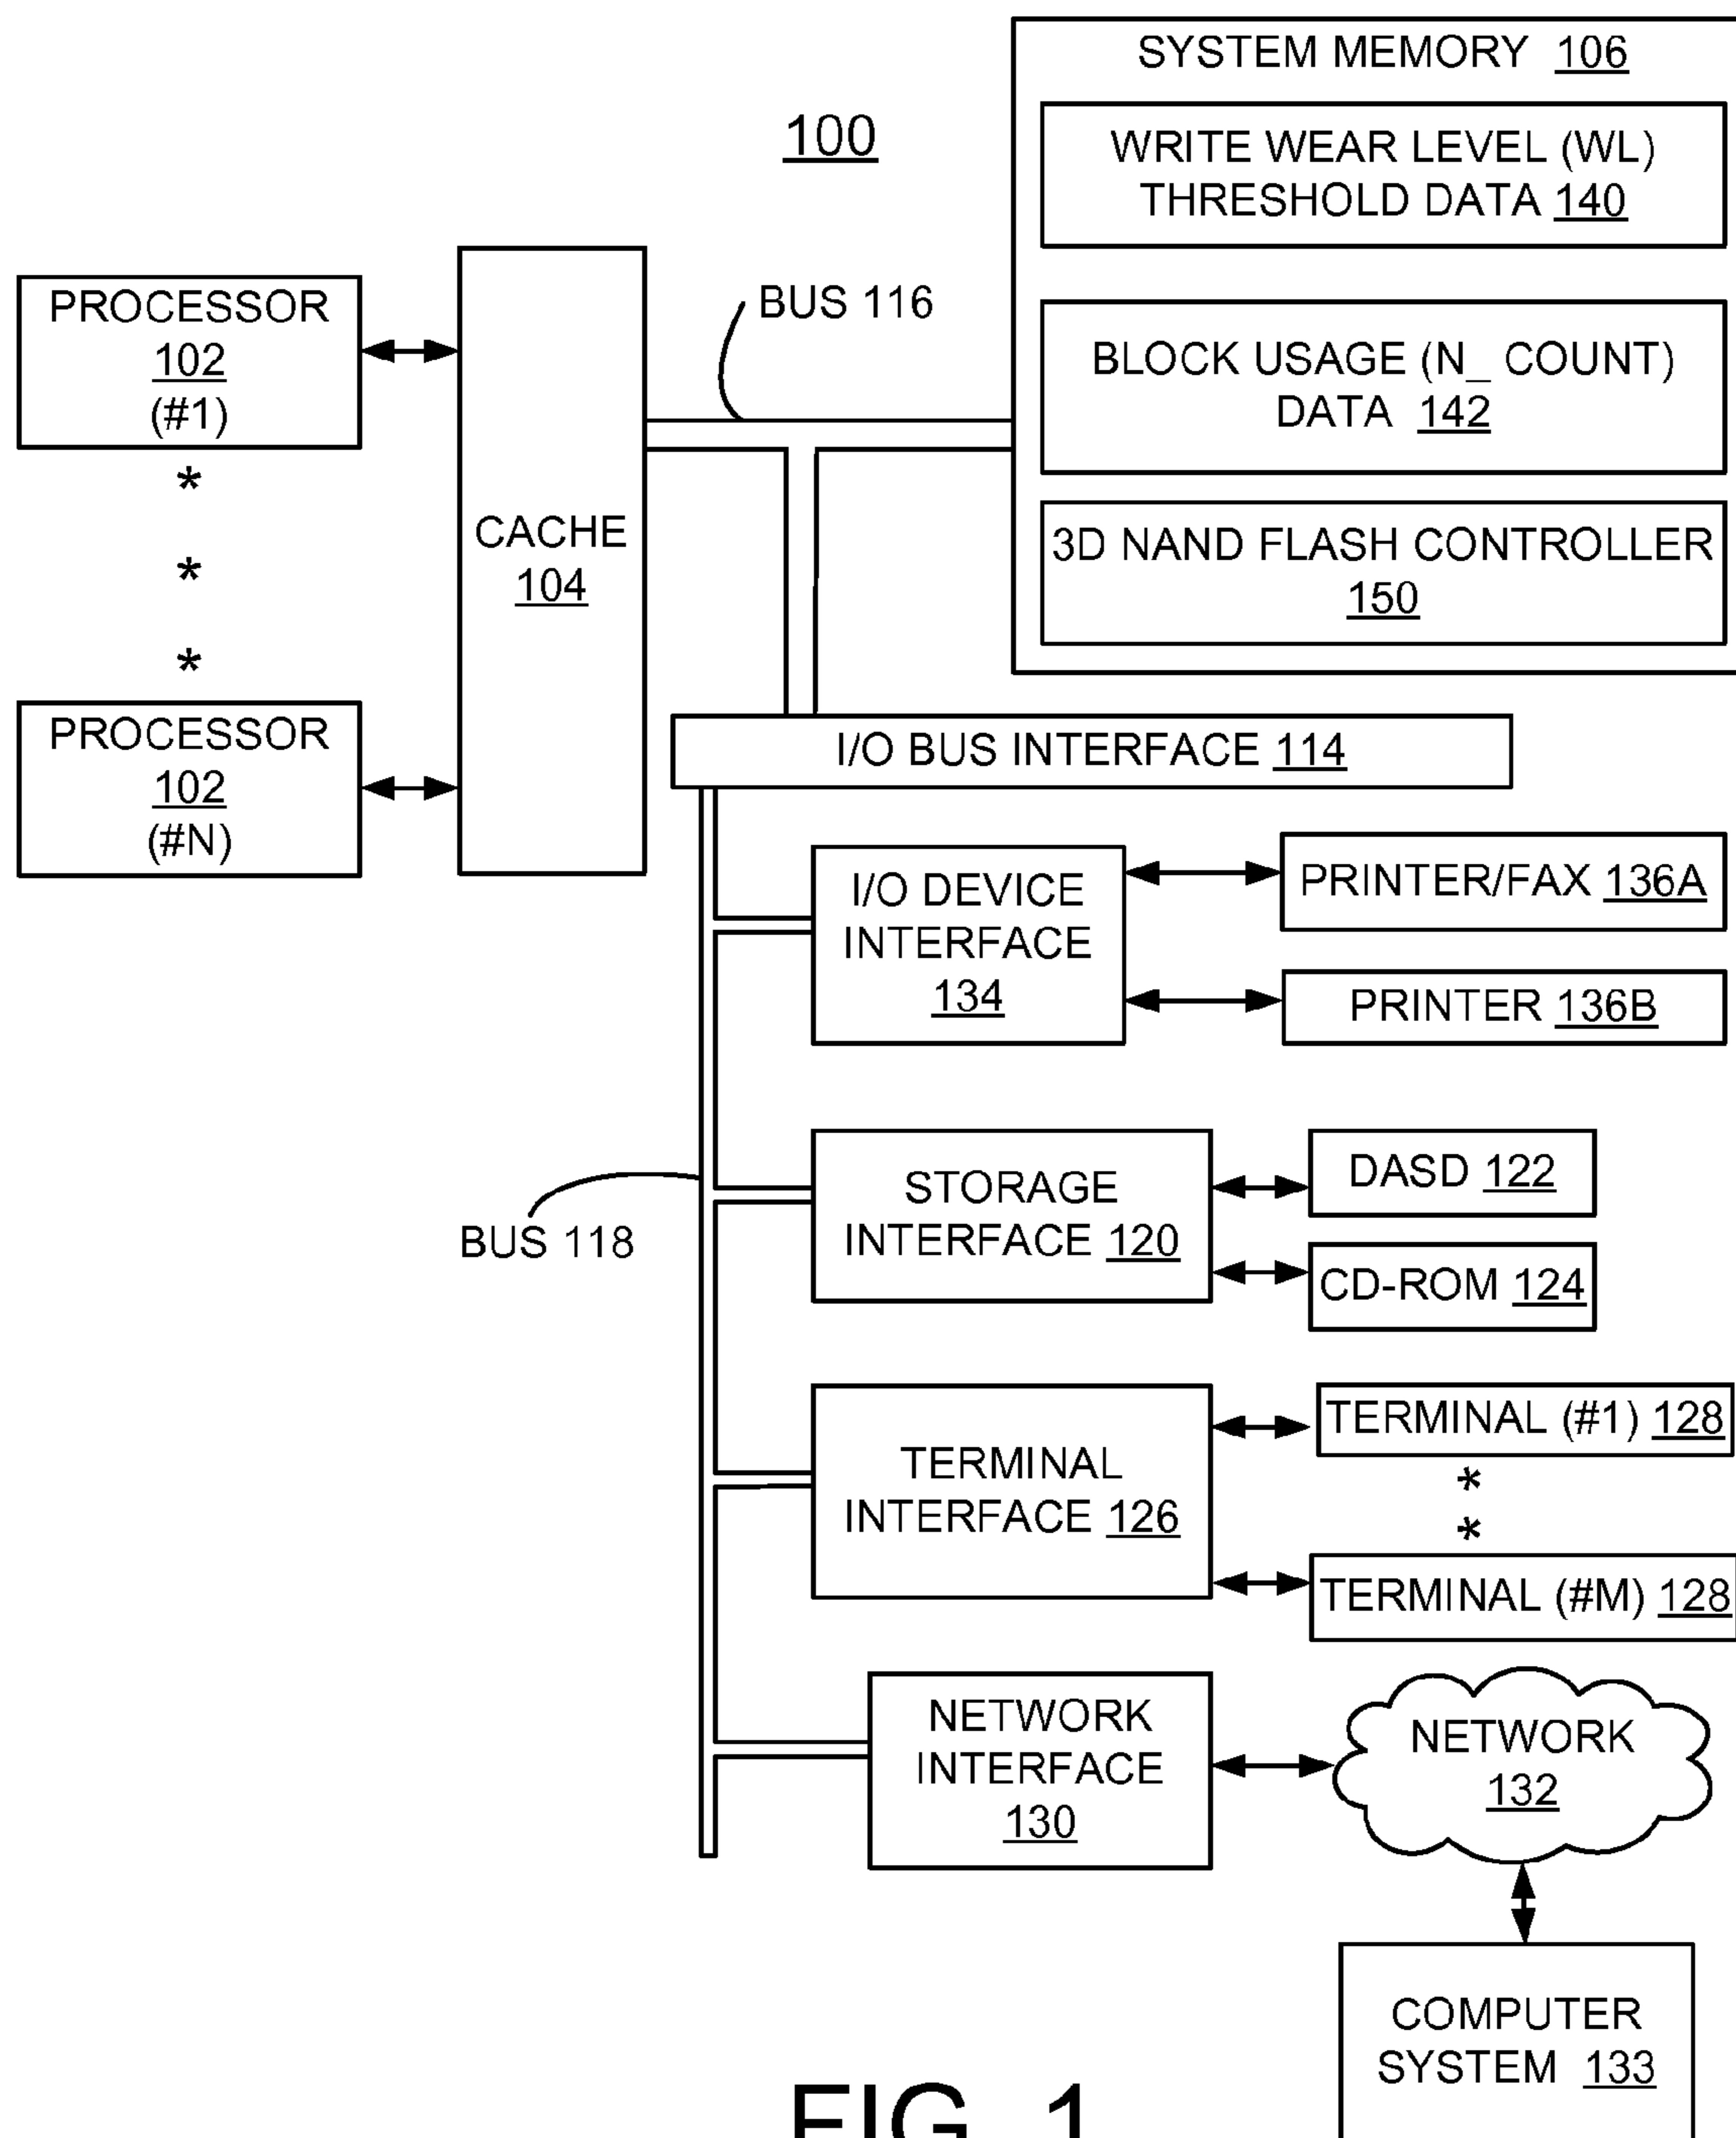 100
SYSTEM MEMORY 106
WRITE WEAR LEVEL (WL)
THRESHOLD DATA 140
BLOCK USAGE (N_ COUNT)
DATA 142
3D NAND FLASH CONTROLLER
150
PROCESSOR
102
(#1)
*
*
*
PROCESSOR
102
(#N)
CACHE
104
BUS 116
I/O BUS INTERFACE 114
I/O DEVICE
INTERFACE
134
PRINTER/FAX 136A
PRINTER 136B
BUS 118
STORAGE
INTERFACE 120
DASD 122
CD-ROM 124
TERMINAL
INTERFACE 126
TERMINAL (#1) 128
*
*
TERMINAL (#M) 128
NETWORK
INTERFACE
130
NETWORK
132
COMPUTER
SYSTEM 133
FIG. 1